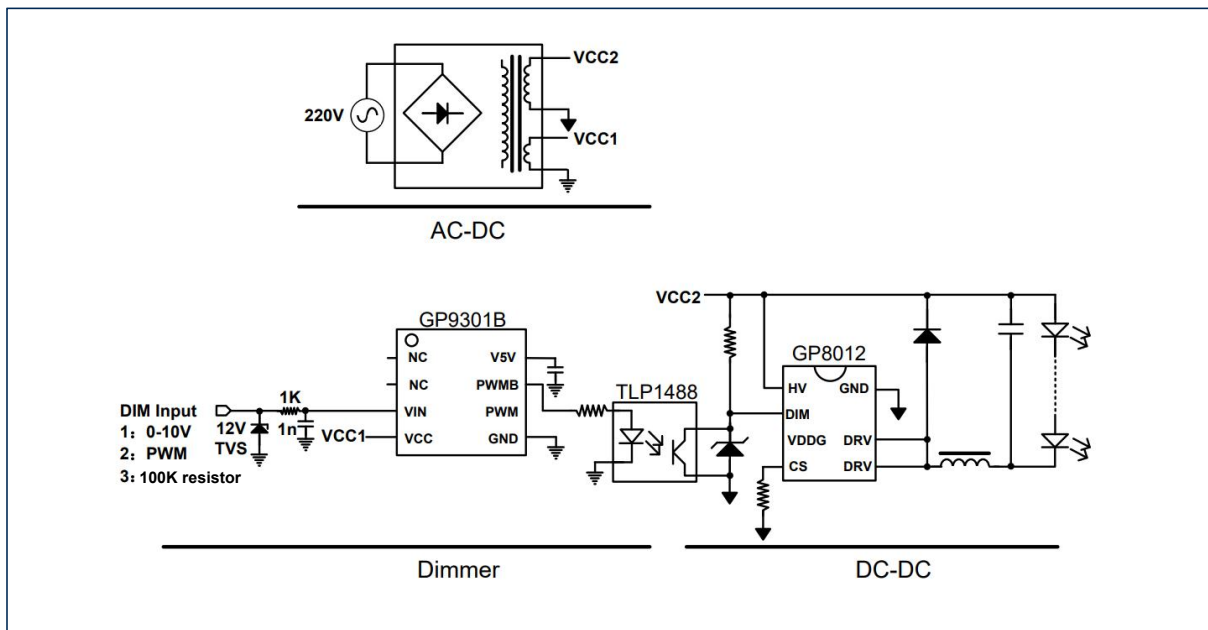 VCC2
220V
VCC1
AC-DC
VCC2
GP9301B
GP8012
NC
V5V
TLP1488
HV
GND
NC
PWMB
DIM
DIM Input
1K
VIN
PWM
VDDG
DRV
1：0-10V
12V
1n
VCC1
VCC
GND
CS
DRV
2：PWM
TVS
3：100K resistor
Dimmer
DC-DC